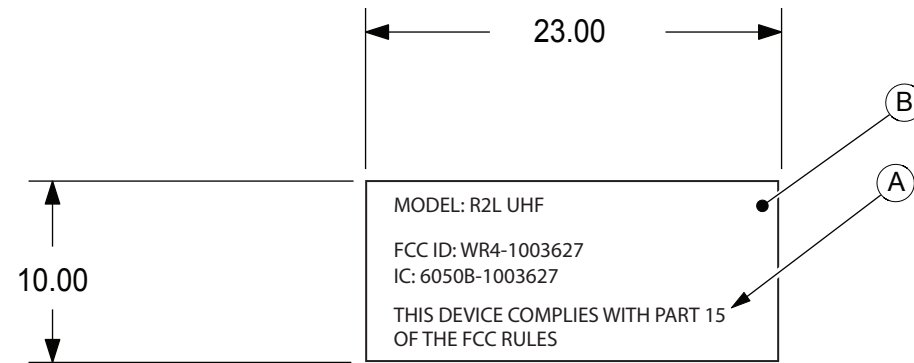 23.00
B
A
10.00
MODEL: R2L UHF
FCC ID: WR4-1003627
IC: 6050B-1003627
THIS DEVICE COMPLIES WITH PART 15
OF THE FCC RULES